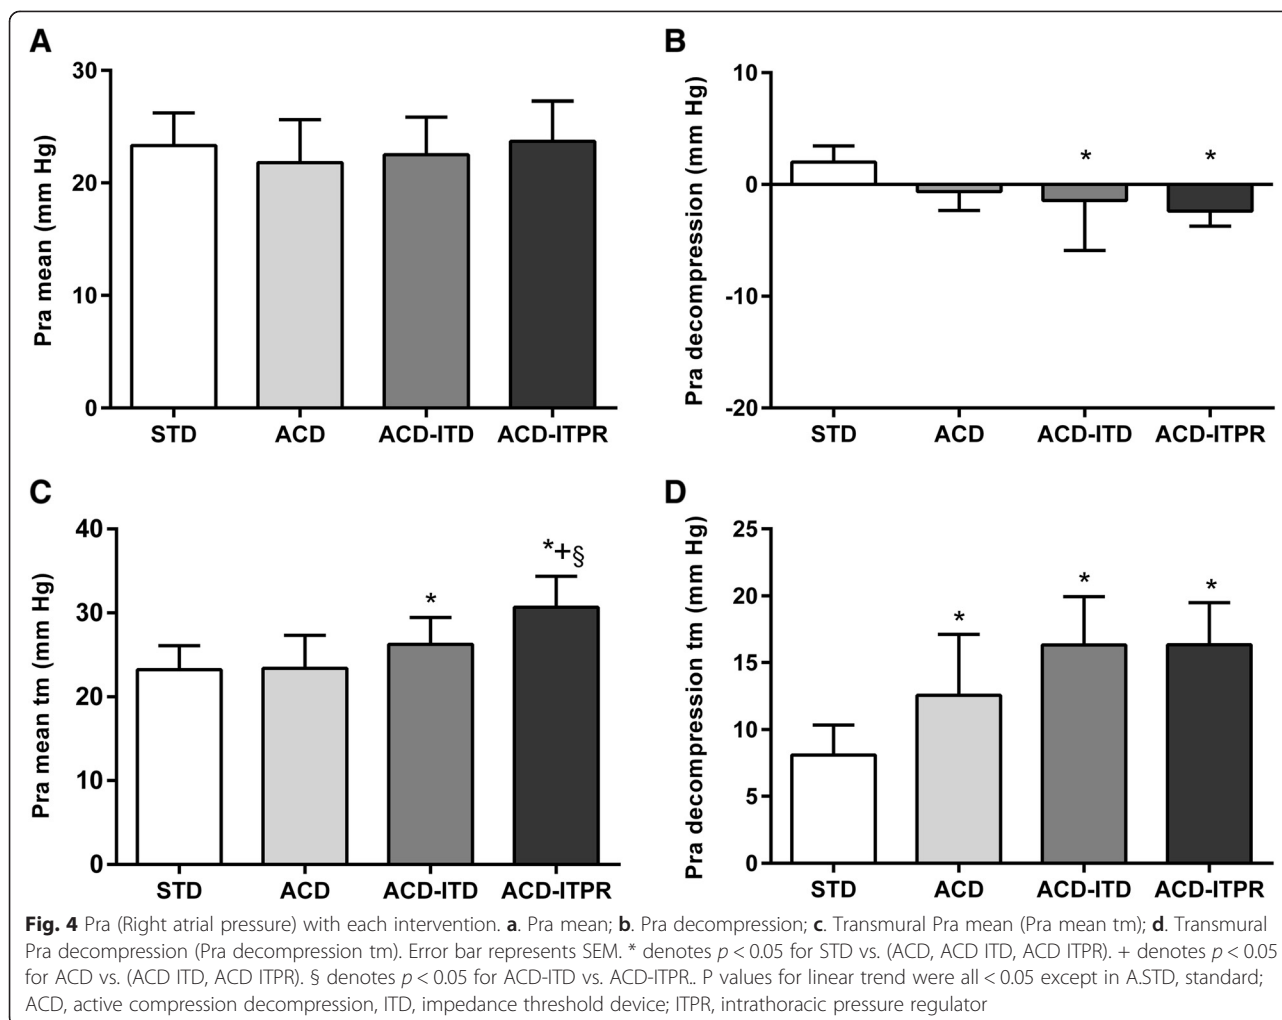 A
30
20
10
0
Pra mean (mm Hg)
STD ACD ACD-ITD ACD-ITPR
B
10
0
-10
-20
Pra decompression (mm Hg)
* *
STD ACD ACD-ITD ACD-ITPR
C
40
30
20
10
0
Pra mean tm (mm Hg)
* *+§
STD ACD ACD-ITD ACD-ITPR
D
25
20
15
10
5
0
Pra decompression tm (mm Hg)
* * *
STD ACD ACD-ITD ACD-ITPR
Fig. 4 Pra (Right atrial pressure) with each intervention. a. Pra mean; b. Pra decompression; c. Transmural Pra mean (Pra mean tm); d. Transmural
Pra decompression (Pra decompression tm). Error bar represents SEM. * denotes p < 0.05 for STD vs. (ACD, ACD ITD, ACD ITPR). + denotes p < 0.05
for ACD vs. (ACD ITD, ACD ITPR). § denotes p < 0.05 for ACD-ITD vs. ACD-ITPR.. P values for linear trend were all < 0.05 except in A.STD, standard;
ACD, active compression decompression, ITD, impedance threshold device; ITPR, intrathoracic pressure regulator